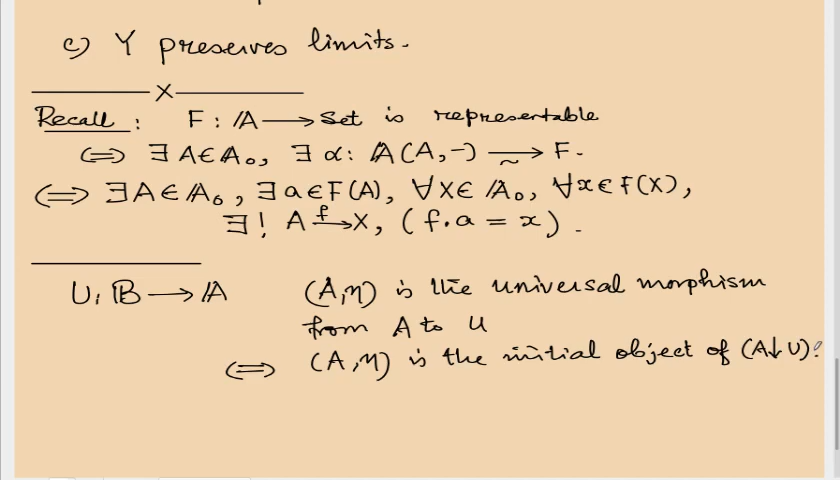 c) Y preserves limits.
X
Recall : F : 𝔸 ⟶ Set is representable
⟺ ∃ A ∈ 𝔸₀, ∃ α : 𝔸(A, −) ⟶~ F.
⟺ ∃ A ∈ 𝔸₀, ∃ a ∈ F(A), ∀ X ∈ 𝔸₀, ∀ x ∈ F(X),
∃! A →f X, (f·a = x).
U : 𝔹 ⟶ 𝔸 (A, η) is the universal morphism
from A to U
⟺ (A, η) is the initial object of (A↓U)